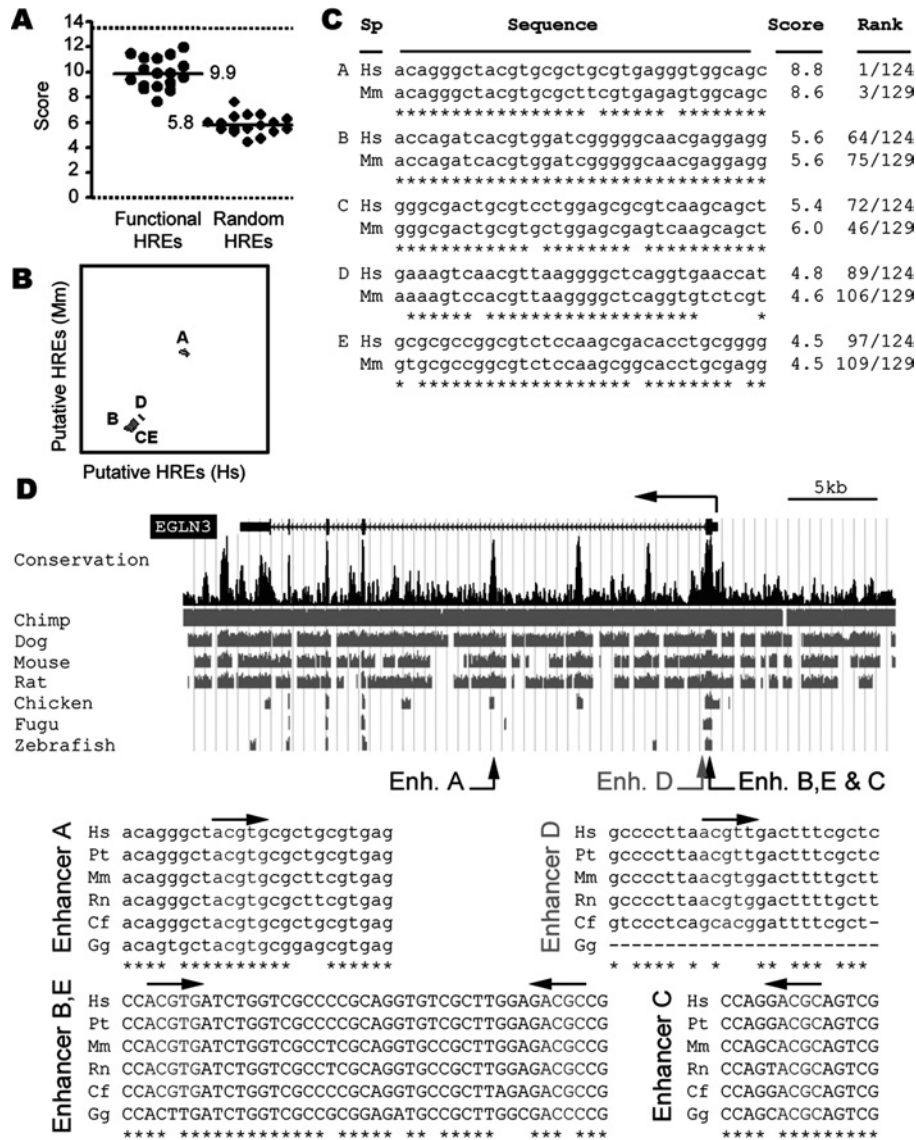 A
Score
14
12
10
8
6
4
2
0
9.9
5.8
Functional HREs
Random HREs
B
Putative HREs (Mm)
A
D
B
CE
Putative HREs (Hs)
C
Sp Sequence Score Rank
A Hs acagggctacgtgcgctgcgtgagggtggcagc 8.8 1/124
Mm acagggctacgtgcgcttcgtgagagtggcagc 8.6 3/129
***************** ****** ********
B Hs accagatcacgtggatcgggggcaacgaggagg 5.6 64/124
Mm accagatcacgtggatcgggggcaacgaggagg 5.6 75/129
*********************************
C Hs gggcgactgcgtcctggagcgcgtcaagcagct 5.4 72/124
Mm gggcgactgcgtgctggagcgagtcaagcagct 6.0 46/129
************ ******** ***********
D Hs gaaagtcaacgttaaggggctcaggtgaaccat 4.8 89/124
Mm aaaagtccacgttaaggggctcaggtgtctcgt 4.6 106/129
****** ******************* *
E Hs gcgcgccggcgtctccaagcgacacctgcgggg 4.5 97/124
Mm gtgcgccggcgtctccaagcggcacctgcgagg 4.5 109/129
* ******************* ******** **
D
5kb
EGLN3
Conservation
Chimp
Dog
Mouse
Rat
Chicken
Fugu
Zebrafish
Enh. A
Enh. D
Enh. B,E & C
Enhancer A
Hs acagggctacgtgcgctgcgtgag
Pt acagggctacgtgcgctgcgtgag
Mm acagggctacgtgcgcttcgtgag
Rn acagggctacgtgcgcttcgtgag
Cf acagggctacgtgcgctgcgtgag
Gg acagtgctacgtgcggagcgtgag
**** ********** ******
Enhancer D
Hs gccccttaacgttgactttcgctc
Pt gccccttaacgttgactttcgctc
Mm gccccttaacgtggacttttgctt
Rn gccccttaacgtggacttttgctt
Cf gtccctcagcacggattttcgct-
Gg ------------------------
* **** * * ** **** ***
Enhancer B,E
Hs CCACGTGATCTGGTCGCCCCGCAGGTGTCGCTTGGAGACGCCG
Pt CCACGTGATCTGGTCGCCCCGCAGGTGTCGCTTGGAGACGCCG
Mm CCACGTGATCTGGTCGCCTCGCAGGTGCCGCTTGGAGACGCCG
Rn CCACGTGATCTGGTCGCCTCGCAGGTGCCGCTTGGAGACGCCG
Cf CCACGTGATCTGGTCGCCCCGCAGGTGCCGCTTAGAGACGCCG
Gg CCACTTGATCTGGTCGCCGCGGAGATGCCGCTTGGCGACCCCG
**** ************* ** ** ** ***** * *** ***
Enhancer C
Hs CCAGGACGCAGTCG
Pt CCAGGACGCAGTCG
Mm CCAGCACGCAGTCG
Rn CCAGTACGCAGTCG
Cf CCAGGACGCAGTCG
Gg CCAGCACGCAGTCG
**** *********